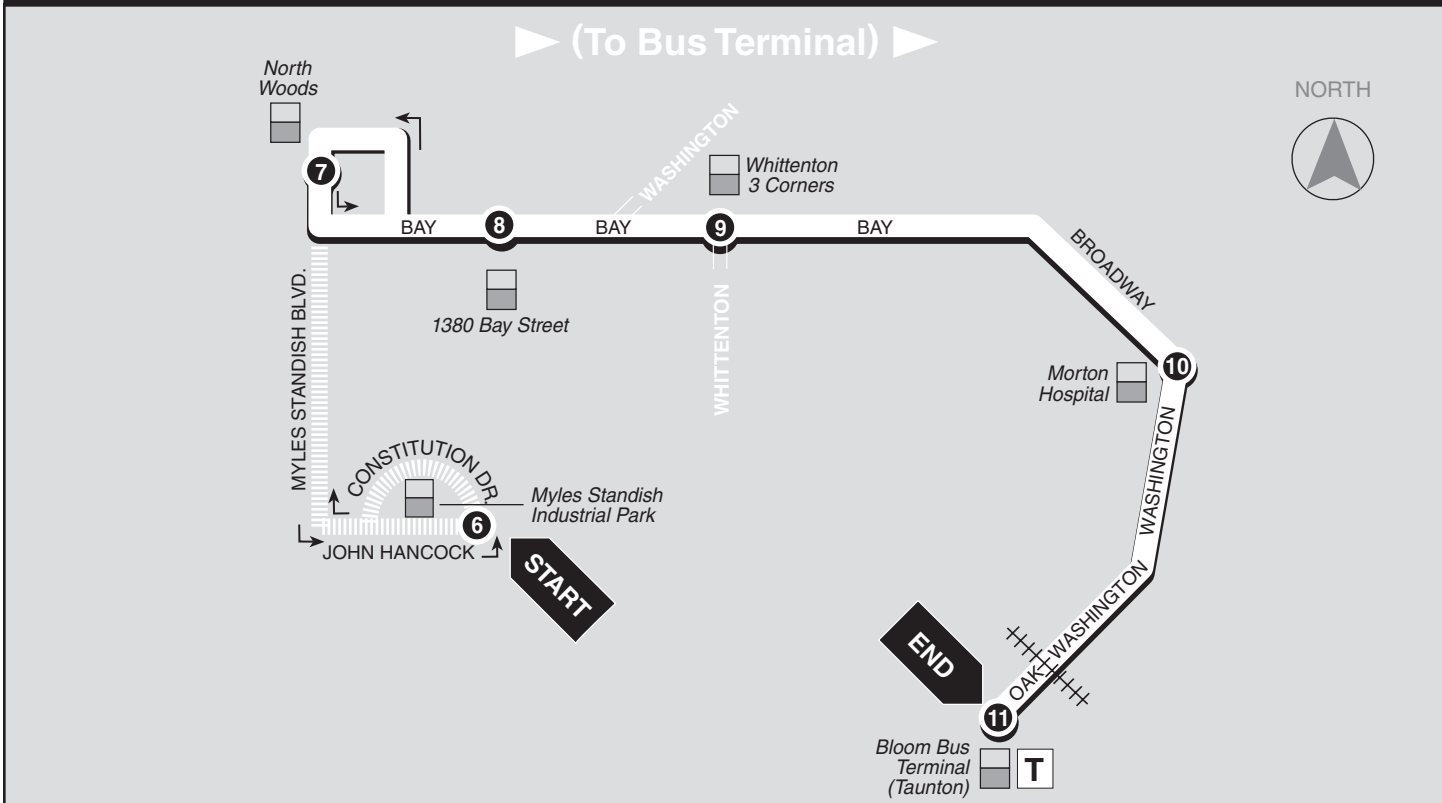 (To Bus Terminal)
NORTH
North
Woods
7
WASHINGTON
Whittenton
3 Corners
BAY
8
BAY
9
BAY
BROADWAY
1380 Bay Street
WHITTENTON
MYLES STANDISH BLVD.
10
Morton
Hospital
WASHINGTON
CONSTITUTION DR.
Myles Standish
Industrial Park
6
JOHN HANCOCK
START
WASHINGTON
OAK
END
11
Bloom Bus
Terminal
(Taunton)
T